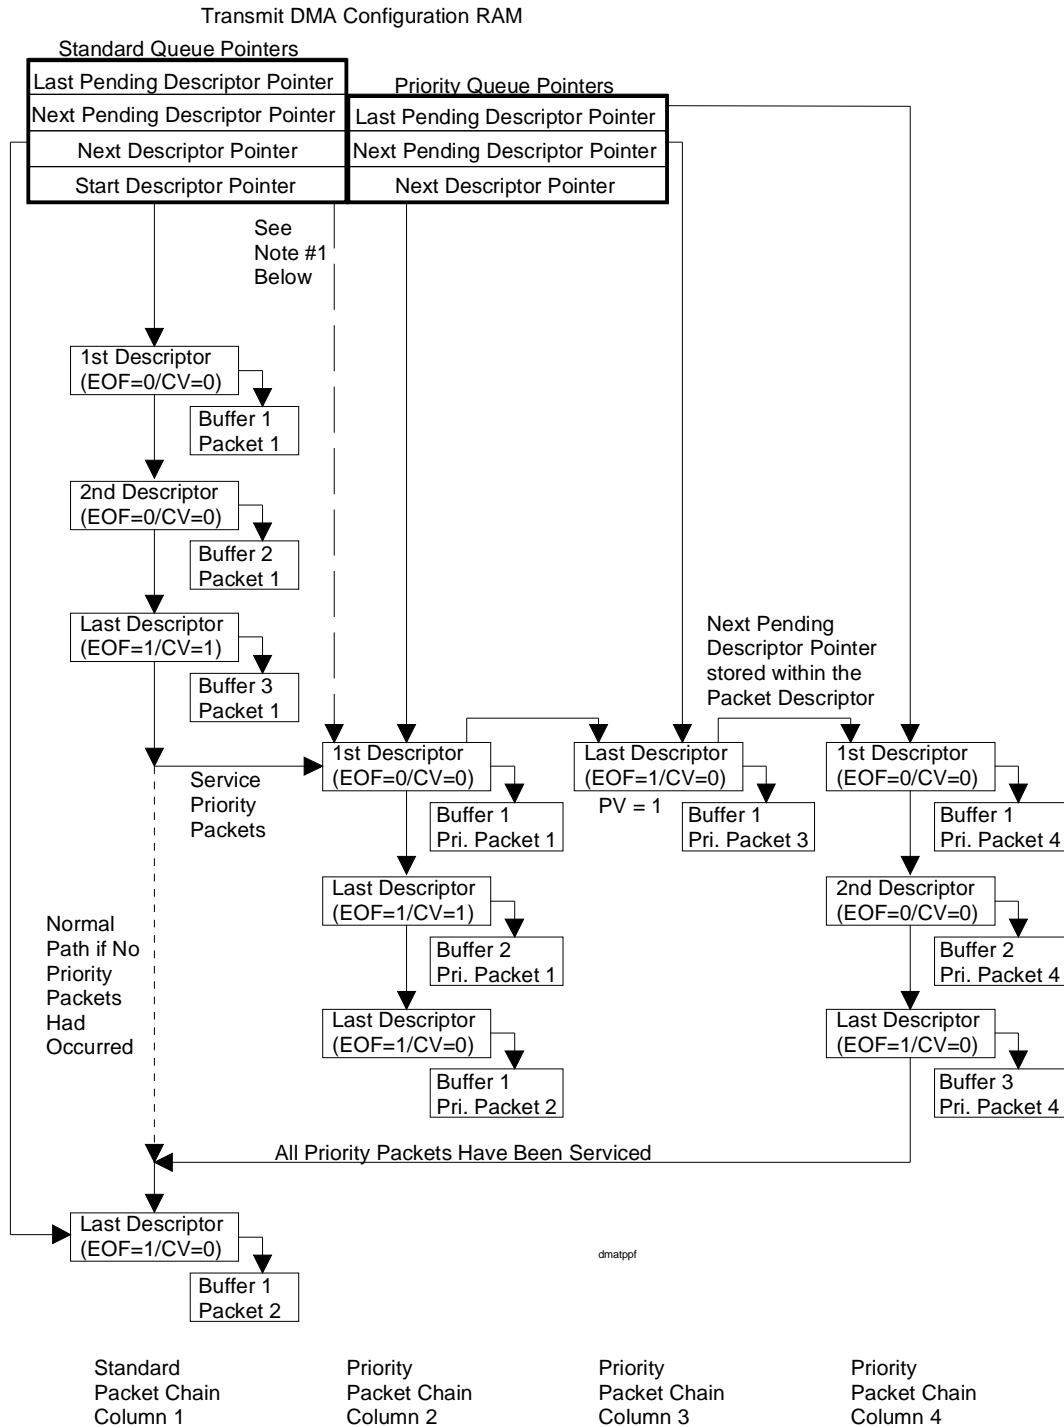 Transmit DMA Configuration RAM
Standard Queue Pointers
Last Pending Descriptor Pointer
Next Pending Descriptor Pointer
Next Descriptor Pointer
Start Descriptor Pointer
Priority Queue Pointers
Last Pending Descriptor Pointer
Next Pending Descriptor Pointer
Next Descriptor Pointer
See
Note #1
Below
1st Descriptor
(EOF=0/CV=0)
Buffer 1
Packet 1
2nd Descriptor
(EOF=0/CV=0)
Buffer 2
Packet 1
Last Descriptor
(EOF=1/CV=1)
Buffer 3
Packet 1
Next Pending
Descriptor Pointer
stored within the
Packet Descriptor
Service
Priority
Packets
1st Descriptor
(EOF=0/CV=0)
Buffer 1
Pri. Packet 1
Last Descriptor
(EOF=1/CV=0)
PV = 1
Buffer 1
Pri. Packet 3
1st Descriptor
(EOF=0/CV=0)
Buffer 1
Pri. Packet 4
Last Descriptor
(EOF=1/CV=1)
Buffer 2
Pri. Packet 1
2nd Descriptor
(EOF=0/CV=0)
Buffer 2
Pri. Packet 4
Normal
Path if No
Priority
Packets
Had
Occurred
Last Descriptor
(EOF=1/CV=0)
Buffer 1
Pri. Packet 2
Last Descriptor
(EOF=1/CV=0)
Buffer 3
Pri. Packet 4
All Priority Packets Have Been Serviced
Last Descriptor
(EOF=1/CV=0)
Buffer 1
Packet 2
dmatppf
Standard
Packet Chain
Column 1
Priority
Packet Chain
Column 2
Priority
Packet Chain
Column 3
Priority
Packet Chain
Column 4